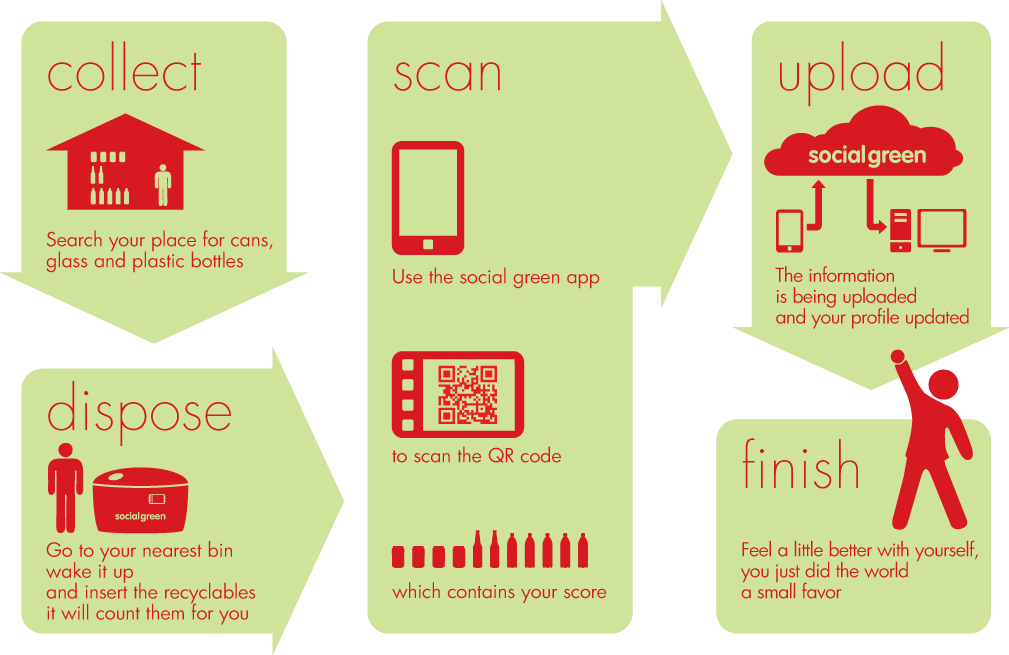 collect
Search your place for cans,
glass and plastic bottles
dispose
socialgreen
Go to your nearest bin
wake it up
and insert the recyclables
it will count them for you
scan
Use the social green app
to scan the QR code
which contains your score
upload
socialgreen
The information
is being uploaded
and your profile updated
finish
Feel a little better with yourself,
you just did the world
a small favor